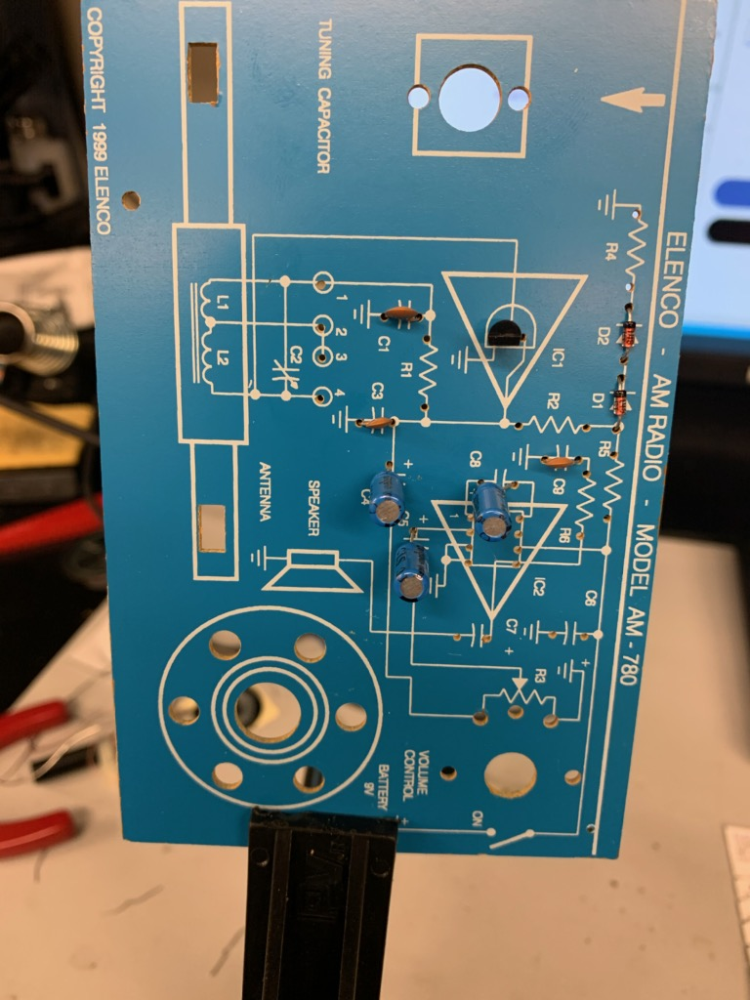 COPYRIGHT 1999 ELENCO
TUNING CAPACITOR
ELENCO - AM RADIO - MODEL AM - 780
R4
D2
D1
L1
L2
C2
1
2
3
4
C1
R1
C3
IC1
R2
R5
C8
C9
R6
IC2
C6
C7
+
+
+
+
R3
+
ANTENNA
SPEAKER
VOLUME
CONTROL
BATTERY
9V
ON